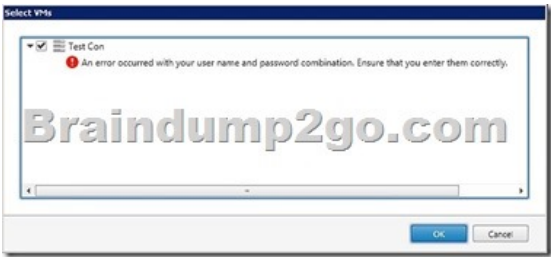 Select VMs
Test Con
An error occurred with your user name and password combination. Ensure that you enter them correctly.
Braindump2go.com
OK
Cancel